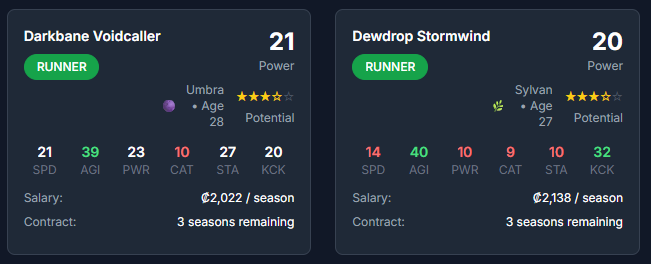 Darkbane Voidcaller
21
RUNNER
Power
Umbra
• Age
28
Potential
21 39 23 10 27 20
SPD AGI PWR CAT STA KCK
Salary: ₡2,022 / season
Contract: 3 seasons remaining
Dewdrop Stormwind
20
RUNNER
Power
Sylvan
• Age
27
Potential
14 40 10 9 10 32
SPD AGI PWR CAT STA KCK
Salary: ₡2,138 / season
Contract: 3 seasons remaining